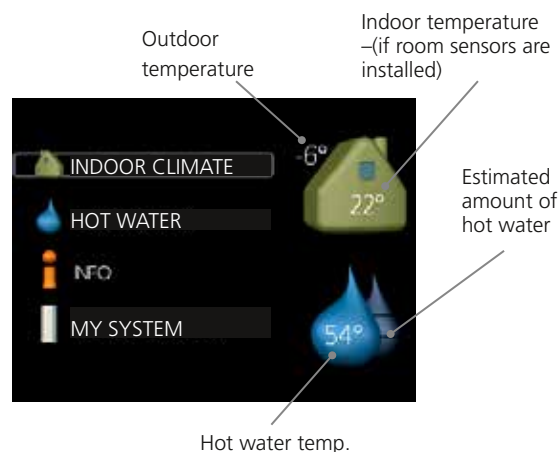 Outdoor
temperature
Indoor temperature
–(if room sensors are
installed)
-6°
INDOOR CLIMATE
22°
Estimated
amount of
hot water
HOT WATER
INFO
MY SYSTEM
54°
Hot water temp.